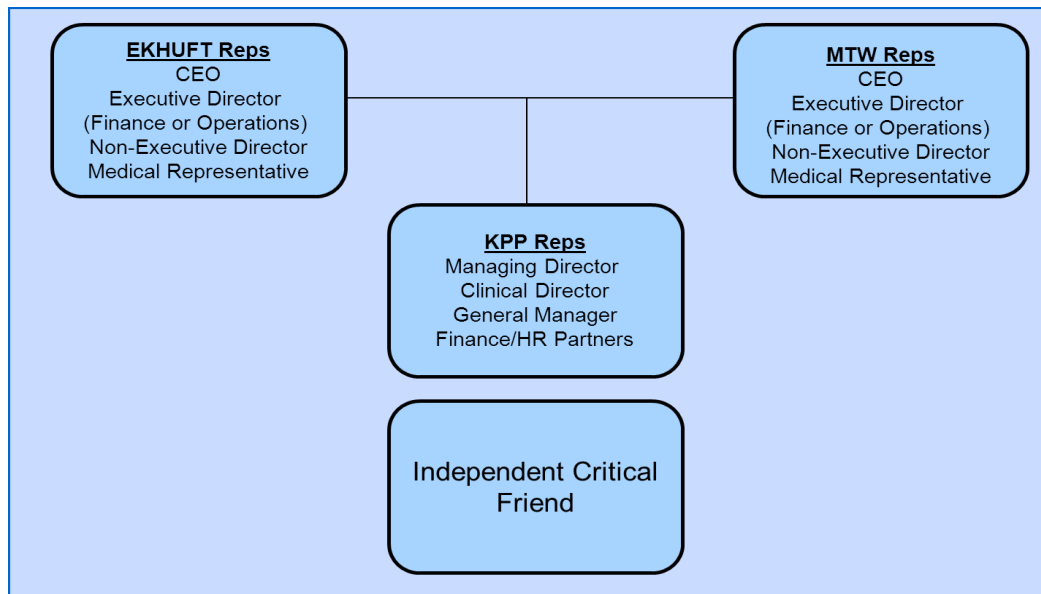 EKHUFT Reps
CEO
Executive Director
(Finance or Operations)
Non-Executive Director
Medical Representative
MTW Reps
CEO
Executive Director
(Finance or Operations)
Non-Executive Director
Medical Representative
KPP Reps
Managing Director
Clinical Director
General Manager
Finance/HR Partners
Independent Critical
Friend